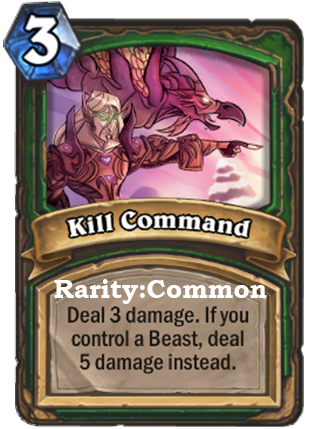 3
Kill Command
Rarity:Common
Deal 3 damage. If you
control a Beast, deal
5 damage instead.